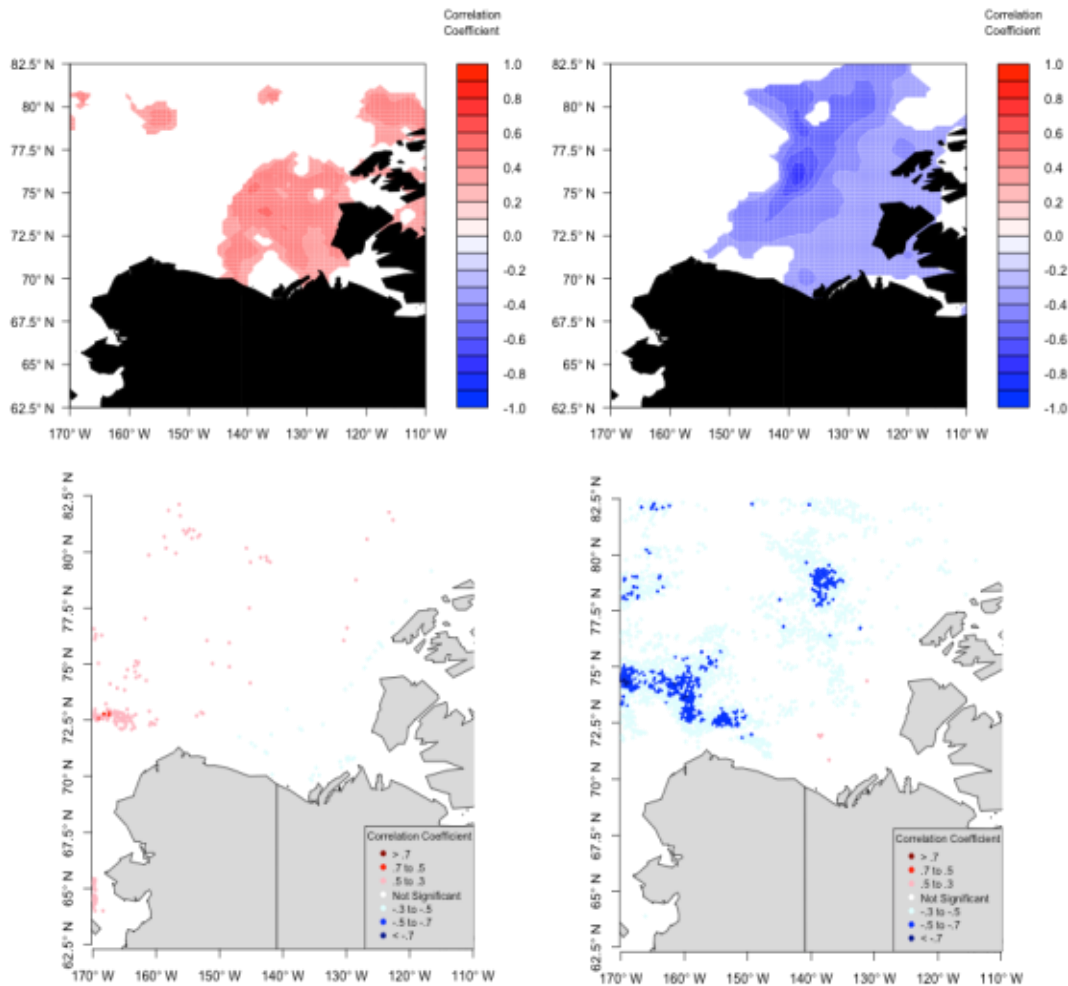 Correlation
Coefficient
82.5° N
80° N
77.5° N
75° N
72.5° N
70° N
67.5° N
65° N
62.5° N
170° W 160° W 150° W 140° W 130° W 120° W 110° W
1.0
0.8
0.6
0.4
0.2
0.0
-0.2
-0.4
-0.6
-0.8
-1.0
Correlation
Coefficient
82.5° N
80° N
77.5° N
75° N
72.5° N
70° N
67.5° N
65° N
62.5° N
170° W 160° W 150° W 140° W 130° W 120° W 110° W
1.0
0.8
0.6
0.4
0.2
0.0
-0.2
-0.4
-0.6
-0.8
-1.0
82.5° N
80° N
77.5° N
75° N
72.5° N
70° N
67.5° N
65° N
62.5° N
Correlation Coefficient
> .7
.7 to .5
.5 to .3
Not Significant
-.3 to -.5
-.5 to -.7
< -.7
170° W 160° W 150° W 140° W 130° W 120° W 110° W
82.5° N
80° N
77.5° N
75° N
72.5° N
70° N
67.5° N
65° N
62.5° N
Correlation Coefficient
> .7
.7 to .5
.5 to .3
Not Significant
-.3 to -.5
-.5 to -.7
< -.7
170° W 160° W 150° W 140° W 130° W 120° W 110° W